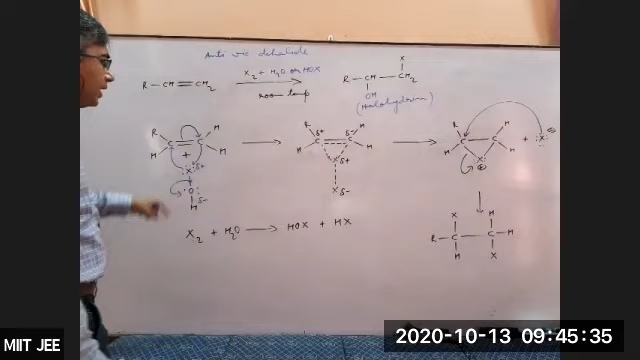 Anti vic dihalide
X
R—CH=CH2 X2 + H2O or HOX R—CH—CH2
room temp OH
(Halohydrin)
R H R δ+ δ- H R H
C=C C=C C—C + X⊖
H + H H H H H
X δ+ X δ+ X ⊕
O
H δ- X δ-
X2 + H2O → HOX + HX
X H
R—C—C—H
H X
MIIT JEE
2020-10-13 09:45:35